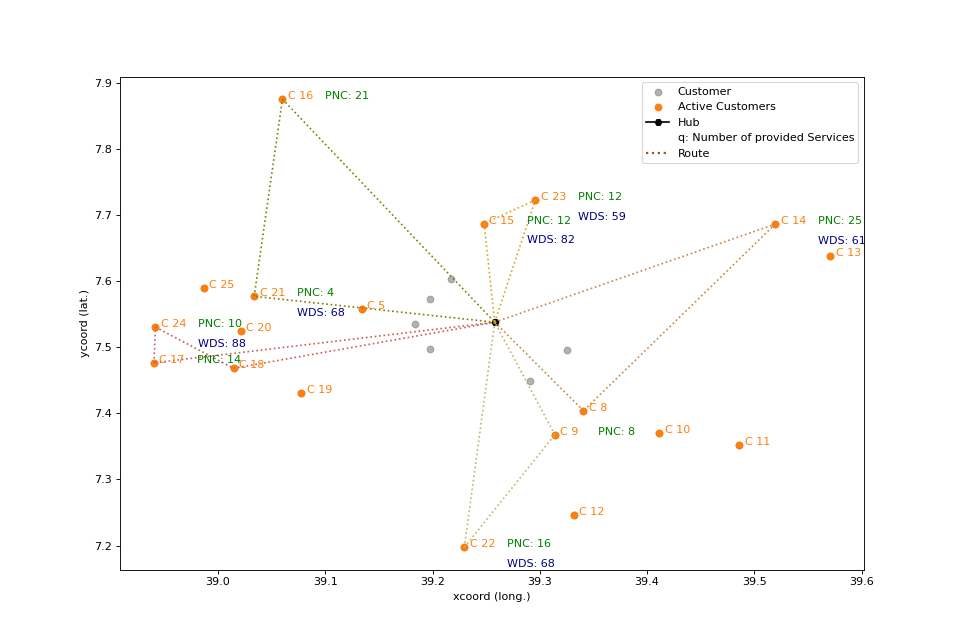 7.9
7.8
7.7
7.6
7.5
7.4
7.3
7.2
ycoord (lat.)
39.0
39.1
39.2
39.3
39.4
39.5
39.6
xcoord (long.)
Customer
Active Customers
Hub
q: Number of provided Services
Route
C 16 PNC: 21
C 23 PNC: 12
WDS: 59
C 15 PNC: 12
WDS: 82
C 14 PNC: 25
WDS: 61
C 13
C 25
C 21 PNC: 4
WDS: 68
C 5
C 24 PNC: 10
WDS: 88
C 20
C 17 PNC: 14
C 18
C 19
C 8
C 9 PNC: 8
C 10
C 11
C 12
C 22 PNC: 16
WDS: 68